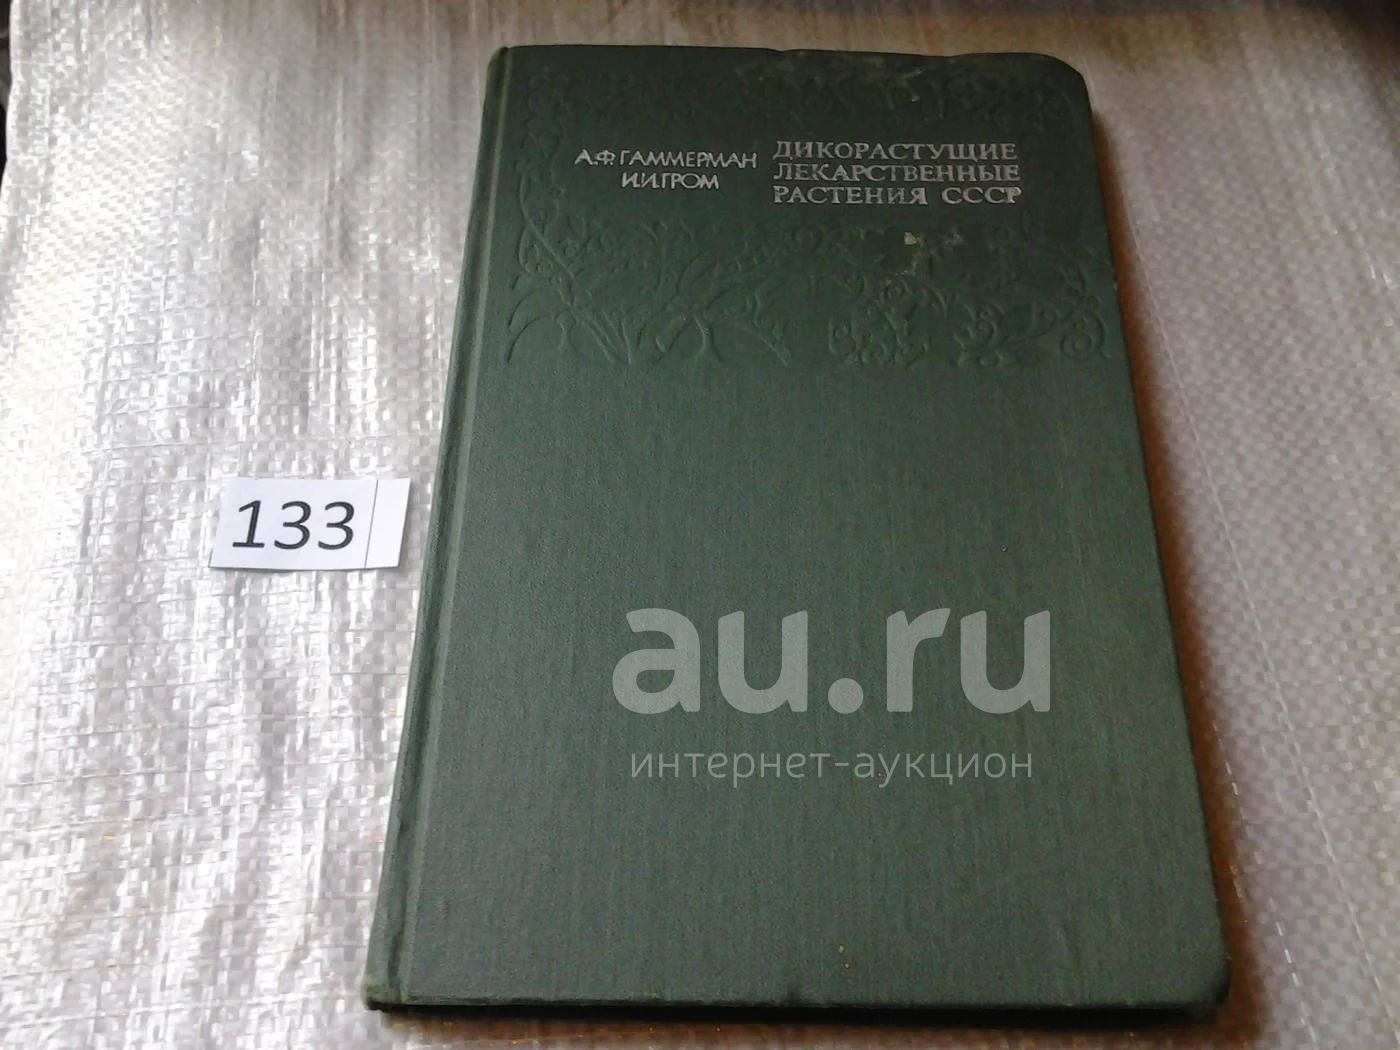 А.Ф. ГАММЕРМАН
И.И. ГРОМ
ДИКОРАСТУЩИЕ
ЛЕКАРСТВЕННЫЕ
РАСТЕНИЯ СССР
133
au.ru
интернет-аукцион